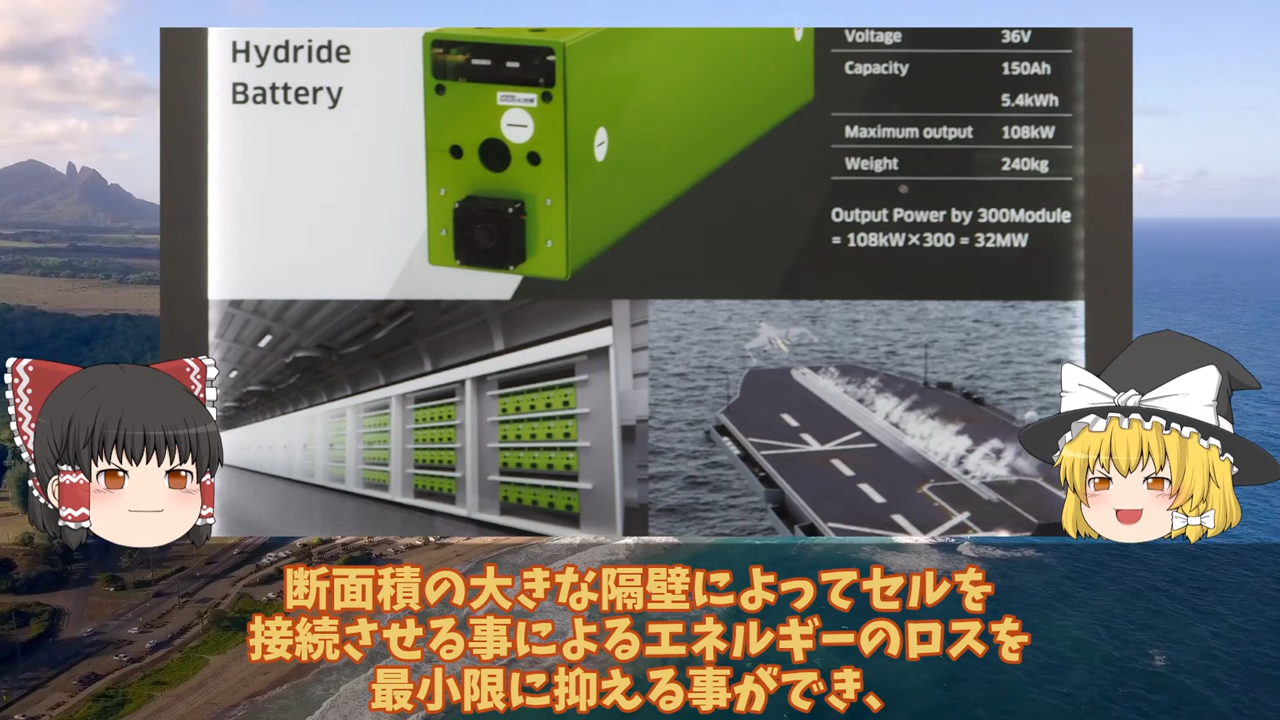 Hydride
Battery
Voltage 36V
Capacity 150Ah
5.4kWh
Maximum output 108kW
Weight 240kg
Output Power by 300Module
= 108kW×300 = 32MW
断面積の大きな隔壁によってセルを
接続させる事によるエネルギーのロスを
最小限に抑える事ができ、